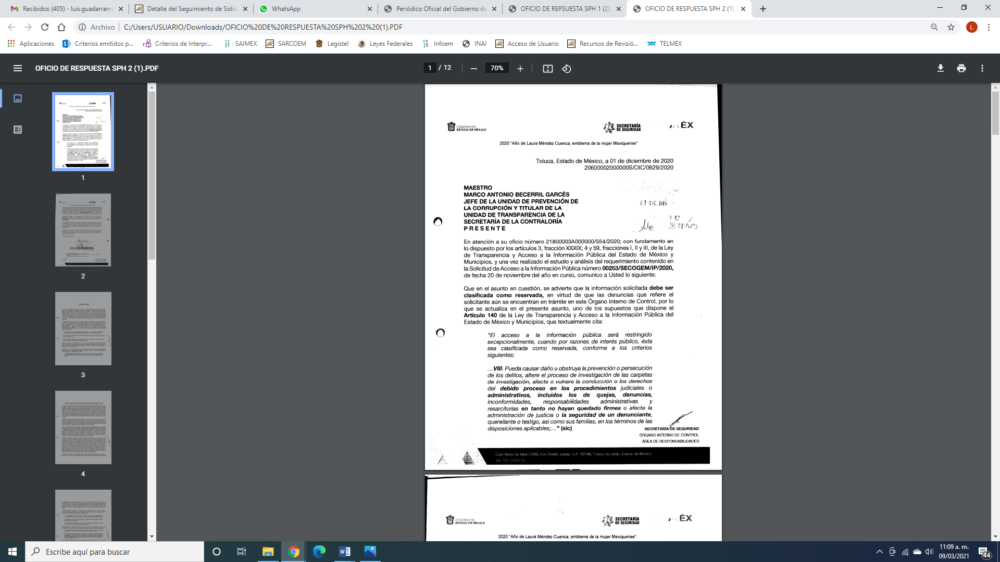 Recibidos (405) - luis.guadarrama
Detalle del Seguimiento de Solici
WhatsApp
Periódico Oficial del Gobierno de
OFICIO DE REPSUESTA SPH 1 (2).
OFICIO DE RESPUESTA SPH 2 (1).
Archivo
C:/Users/USUARIO/Downloads/OFICIO%20DE%20RESPUESTA%20SPH%202%20(1).PDF
L
Aplicaciones
Criterios emitidos p...
Criterios de Interpr...
SAIMEX
SARCOEM
Legistel
Leyes Federales
Infoem
INAI
Acceso de Usuario
Recursos de Revisió...
TELMEX
OFICIO DE RESPUESTA SPH 2 (1).PDF
1 / 12
70%
1
2
3
4
GOBIERNO DEL
ESTADO DE MÉXICO
SECRETARÍA
DE SEGURIDAD
ÉX
2020 "Año de Laura Méndez Cuenca; emblema de la mujer Mexiquense"
Toluca, Estado de México, a 01 de diciembre de 2020
20600002000000S/OIC/0629/2020
MAESTRO
MARCO ANTONIO BECERRIL GARCÉS
JEFE DE LA UNIDAD DE PREVENCIÓN DE
LA CORRUPCIÓN Y TITULAR DE LA
UNIDAD DE TRANSPARENCIA DE LA
SECRETARÍA DE LA CONTRALORÍA
P R E S E N T E
07 DIC 2020
En atención a su oficio número 21800003A000000/554/2020; con fundamento en
lo dispuesto por los artículos 3, fracción XXXIX; 4 y 59, fracciones I, II y III, de la Ley
de Transparencia y Acceso a la Información Pública del Estado de México y
Municipios, y una vez realizado el estudio y análisis del requerimiento contenido en
la Solicitud de Acceso a la Información Pública número 00253/SECOGEM/IP/2020,
de fecha 20 de noviembre del año en curso, comunico a Usted lo siguiente:
Que en el asunto en cuestión, se advierte que la información solicitada debe ser
clasificada como reservada, en virtud de que las denuncias que refiere el
solicitante aún se encuentran en trámite en este Órgano Interno de Control, por lo
que se actualiza en el presente asunto, uno de los supuestos que dispone el
Artículo 140 de la Ley de Transparencia y Acceso a la Información Pública del
Estado de México y Municipios, que textualmente cita:
"El acceso a la información pública será restringido
excepcionalmente, cuando por razones de interés público, ésta
sea clasificada como reservada, conforme a los criterios
siguientes:
...VIII. Pueda causar daño u obstruya la prevención o persecución
de los delitos, altere el proceso de investigación de las carpetas
de investigación, afecte o vulnere la conducción o los derechos
del debido proceso en los procedimientos judiciales o
administrativos, incluidos los de quejas, denuncias,
inconformidades, responsabilidades administrativas y
resarcitorias en tanto no hayan quedado firmes o afecte la
administración de justicia o la seguridad de un denunciante,
querellante o testigo, así como sus familias, en los términos de las
disposiciones aplicables;..." (sic)
SECRETARÍA DE SEGURIDAD
ÓRGANO INTERNO DE CONTROL
ÁREA DE RESPONSABILIDADES
Calle Sierra de Ixtlán 1006, Col. Benito Juárez, C.P. 50190, Toluca de Lerdo, Estado de México.
GOBIERNO DEL
ESTADO DE MÉXICO
SECRETARÍA
DE SEGURIDAD
ÉX
2020 "Año de Laura Méndez Cuenca; emblema de la mujer Mexiquense"
Escribe aquí para buscar
11:09 a. m.
09/03/2021
44